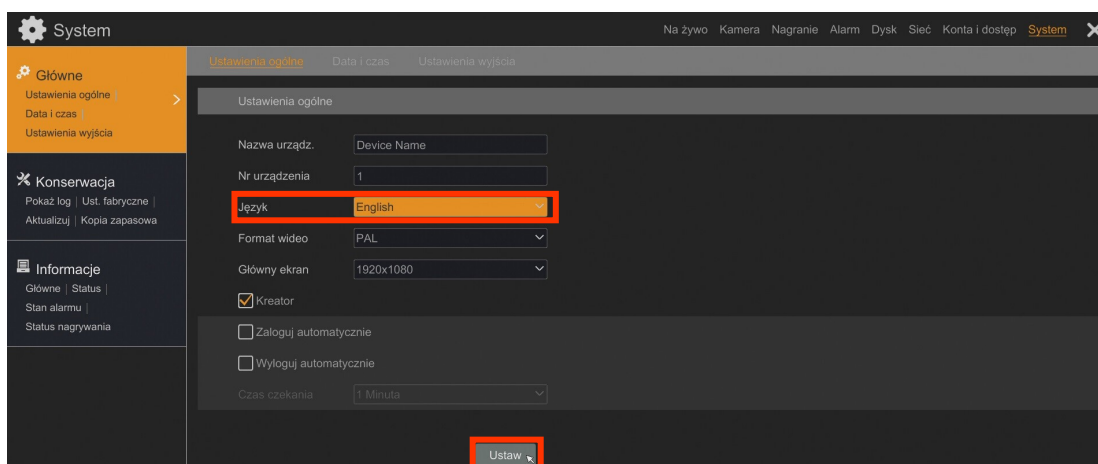 System
Na żywo Kamera Nagranie Alarm Dysk Sieć Konta i dostęp System
Główne
Ustawienia ogólne |
Data i czas |
Ustawienia wyjścia
Konserwacja
Pokaż log | Ust. fabryczne |
Aktualizuj | Kopia zapasowa
Informacje
Główne | Status |
Stan alarmu |
Status nagrywania
Ustawienia ogólne Data i czas Ustawienia wyjścia
Ustawienia ogólne
Nazwa urządz. Device Name
Nr urządzenia 1
Język English
Format wideo PAL
Główny ekran 1920x1080
Kreator
Zaloguj automatycznie
Wyloguj automatycznie
Czas czekania 1 Minuta
Ustaw